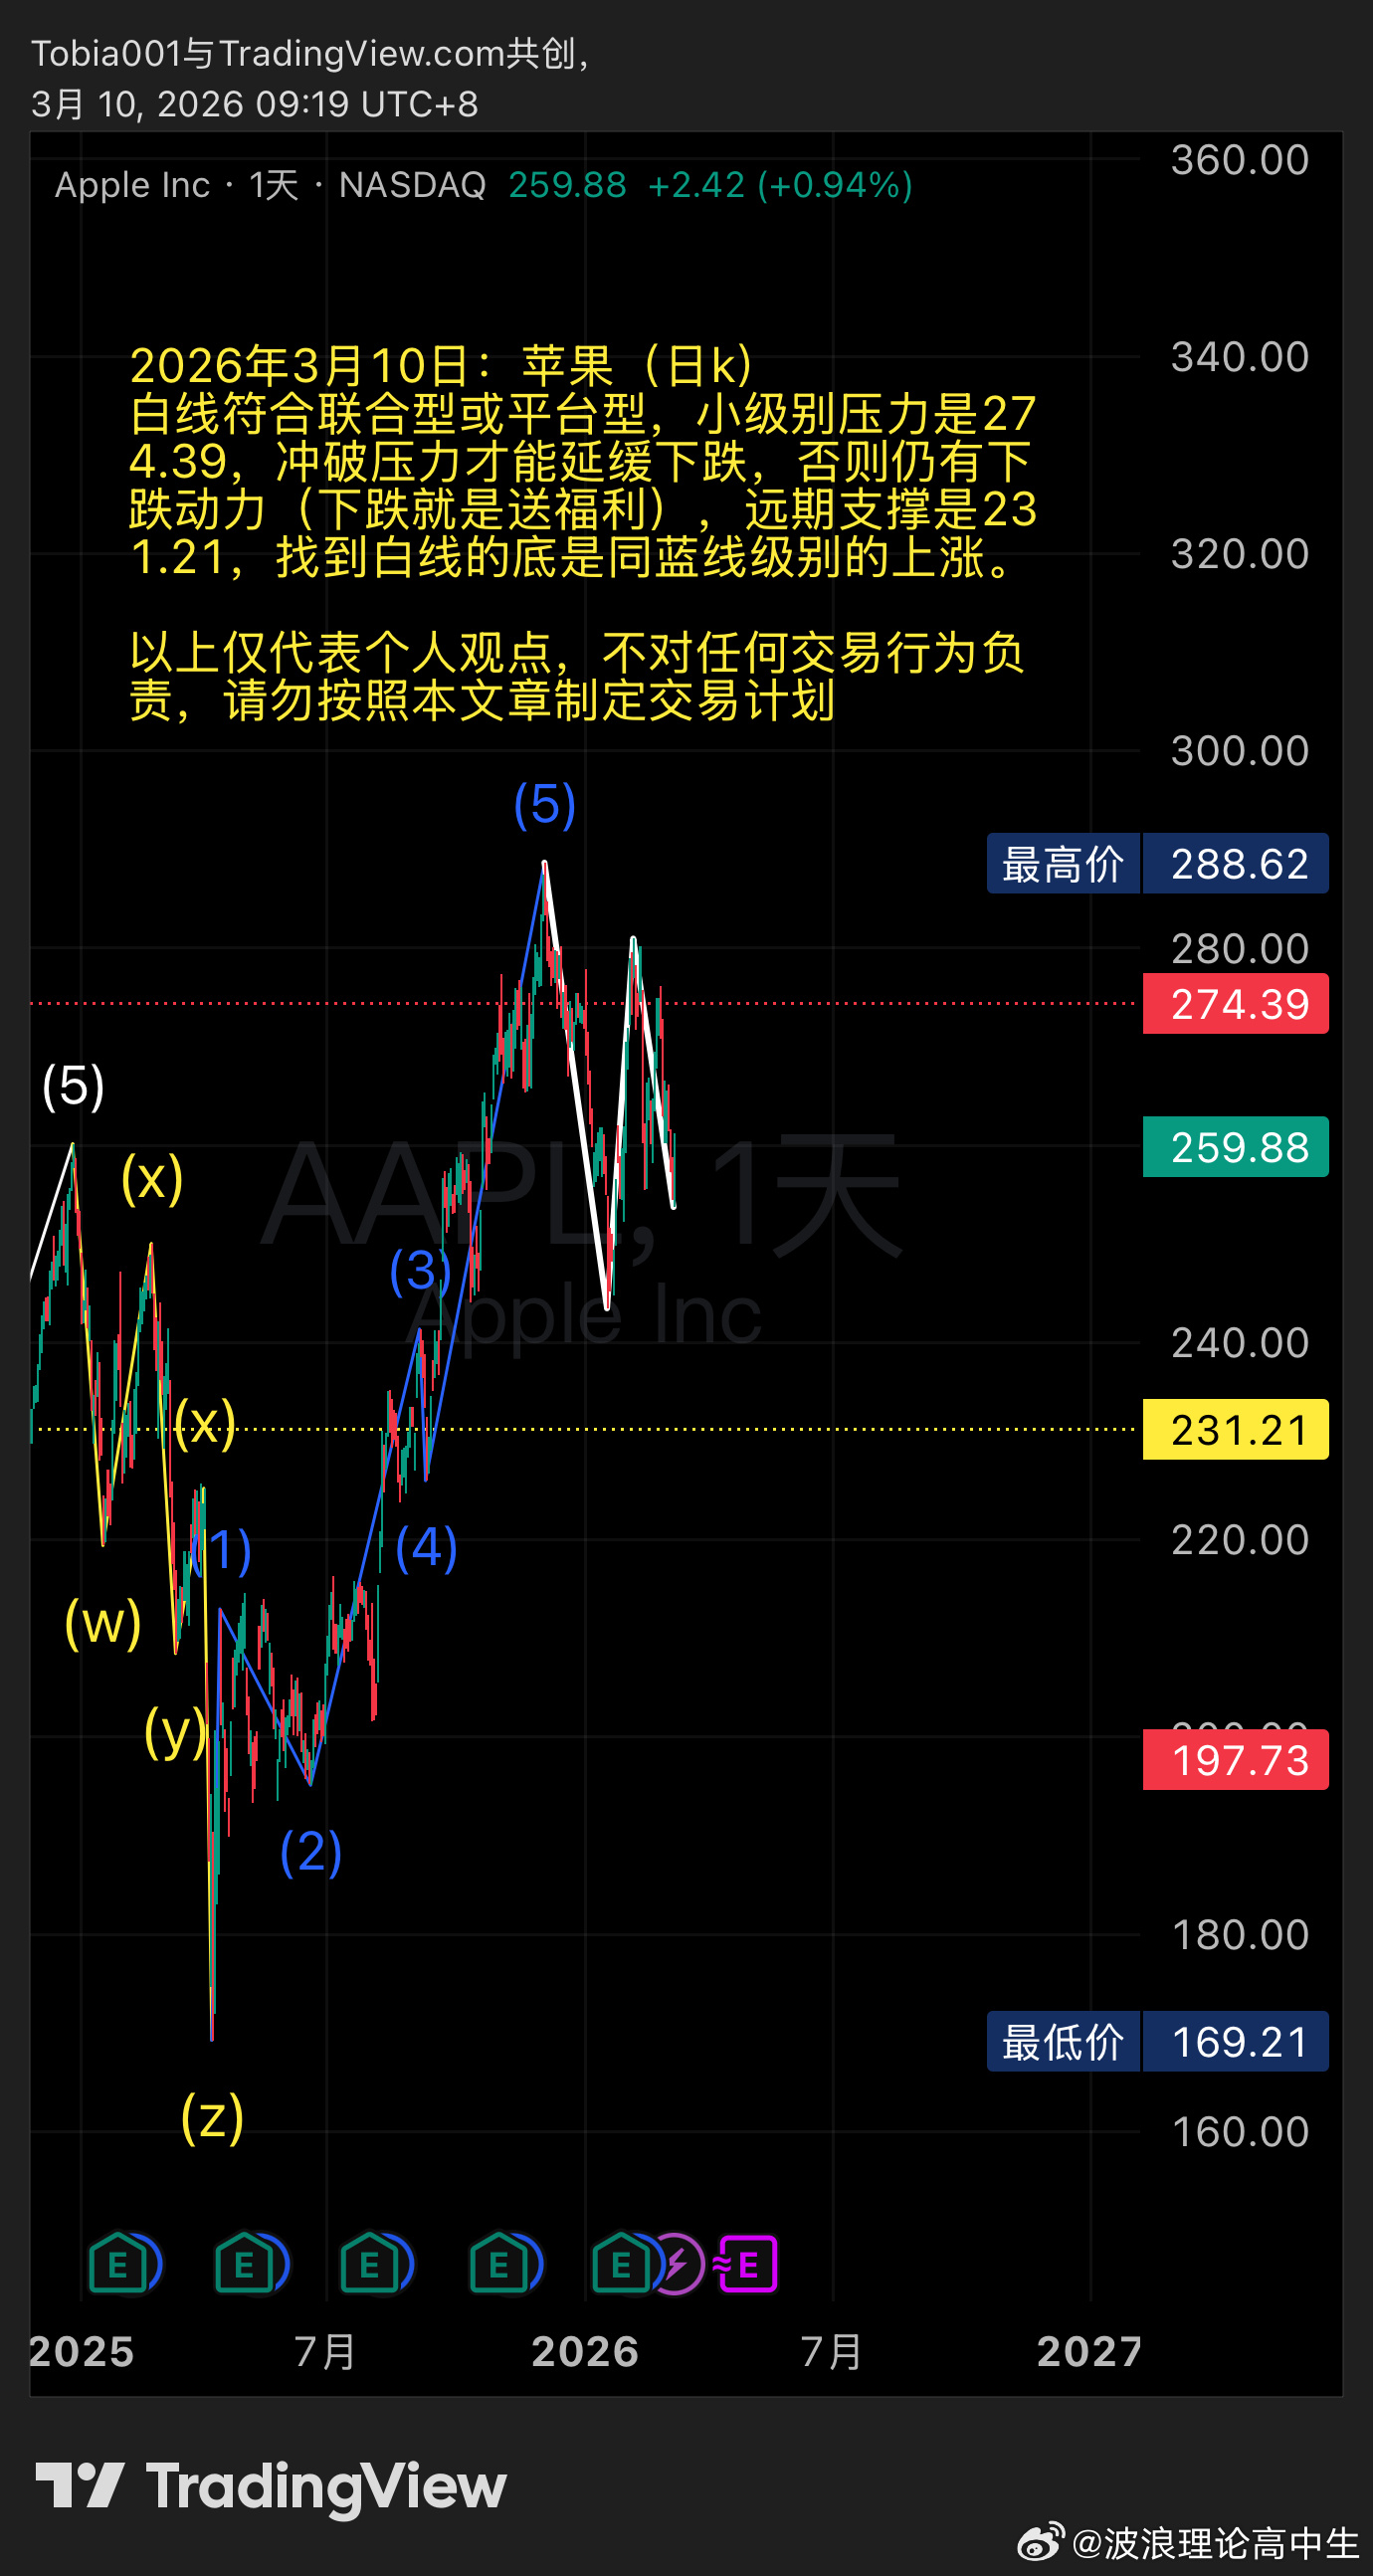 Tobia001与TradingView.com共创,
3月 10, 2026 09:19 UTC+8
Apple Inc · 1天 · NASDAQ 259.88 +2.42 (+0.94%)
360.00
2026年3月10日：苹果（日k）
340.00
白线符合联合型或平台型，小级别压力是27
4.39，冲破压力才能延缓下跌，否则仍有下
跌动力（下跌就是送福利），远期支撑是23
1.21，找到白线的底是同蓝线级别的上涨。
320.00
以上仅代表个人观点，不对任何交易行为负
责，请勿按照本文章制定交易计划
300.00
(5)
最高价 288.62
280.00
274.39
(5)
259.88
(x)
AAPL, 1天
(3)
Apple Inc
240.00
(x)
231.21
(1)
(4)
220.00
(w)
(y)
197.73
(2)
180.00
最低价 169.21
(z)
160.00
E E E E E E
2025 7月 2026 7月 2027
TradingView
@波浪理论高中生